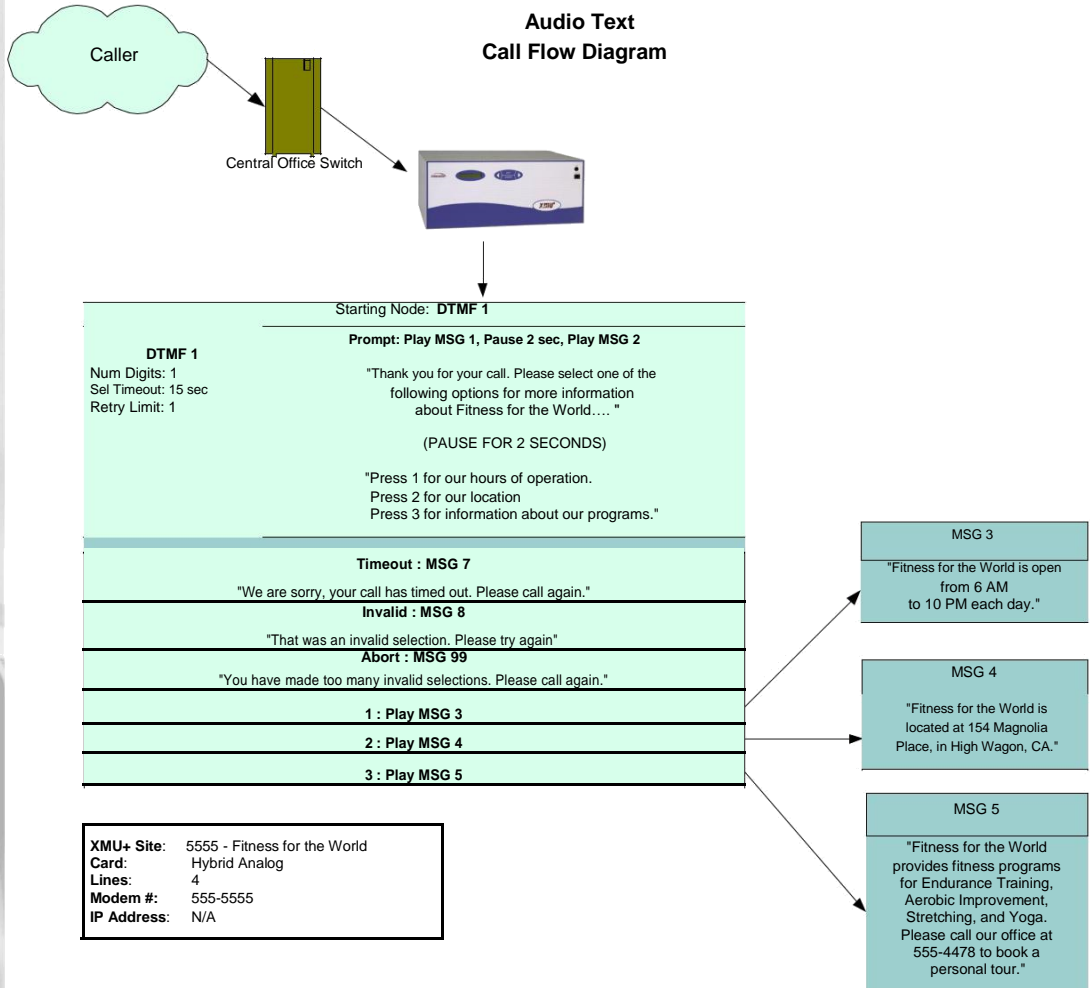 Audio Text
Call Flow Diagram
Caller
Central Office Switch
XMU+
Starting Node: DTMF 1
DTMF 1
Num Digits: 1
Sel Timeout: 15 sec
Retry Limit: 1
Prompt: Play MSG 1, Pause 2 sec, Play MSG 2
"Thank you for your call. Please select one of the
following options for more information
about Fitness for the World…. "
(PAUSE FOR 2 SECONDS)
"Press 1 for our hours of operation.
Press 2 for our location
Press 3 for information about our programs."
Timeout : MSG 7
"We are sorry, your call has timed out. Please call again."
Invalid : MSG 8
"That was an invalid selection. Please try again"
Abort : MSG 99
"You have made too many invalid selections. Please call again."
1 : Play MSG 3
2 : Play MSG 4
3 : Play MSG 5
MSG 3
"Fitness for the World is open
from 6 AM
to 10 PM each day."
MSG 4
"Fitness for the World is
located at 154 Magnolia
Place, in High Wagon, CA."
MSG 5
"Fitness for the World
provides fitness programs
for Endurance Training,
Aerobic Improvement,
Stretching, and Yoga.
Please call our office at
555-4478 to book a
personal tour."
XMU+ Site: 5555 - Fitness for the World
Card: Hybrid Analog
Lines: 4
Modem #: 555-5555
IP Address: N/A